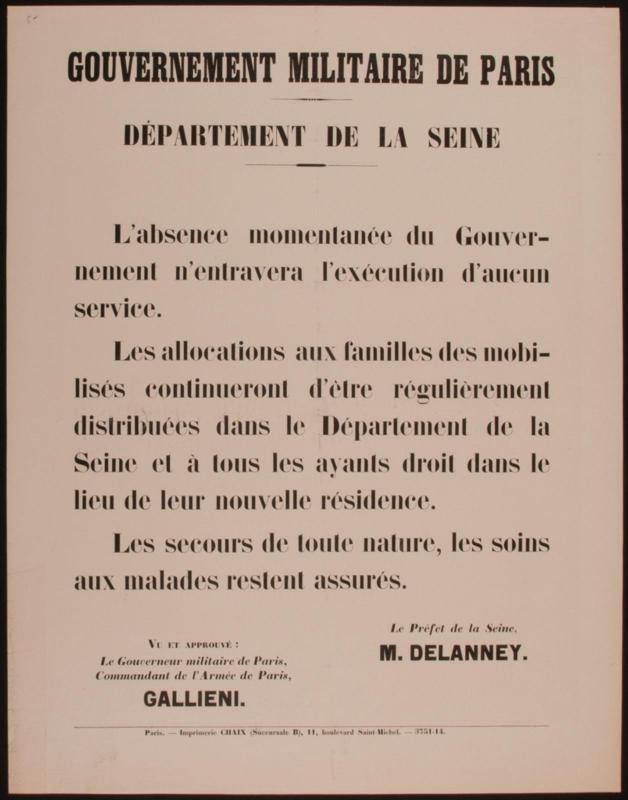 GOUVERNEMENT MILITAIRE DE PARIS
DÉPARTEMENT DE LA SEINE
L'absence momentanée du Gouver-
nement n'entravera l'exécution d'aucun
service.
Les allocations aux familles des mobi-
lisés continueront d'être régulièrement
distribuées dans le Département de la
Seine et à tous les ayants droit dans le
lieu de leur nouvelle résidence.
Les secours de toute nature, les soins
aux malades restent assurés.
Le Préfet de la Seine,
M. DELANNEY.
VU ET APPROUVÉ :
Le Gouverneur militaire de Paris,
Commandant de l'Armée de Paris,
GALLIENI.
Paris. — Imprimerie CHAIX (Succursale B), 11, boulevard Saint-Michel. — 3751-14.